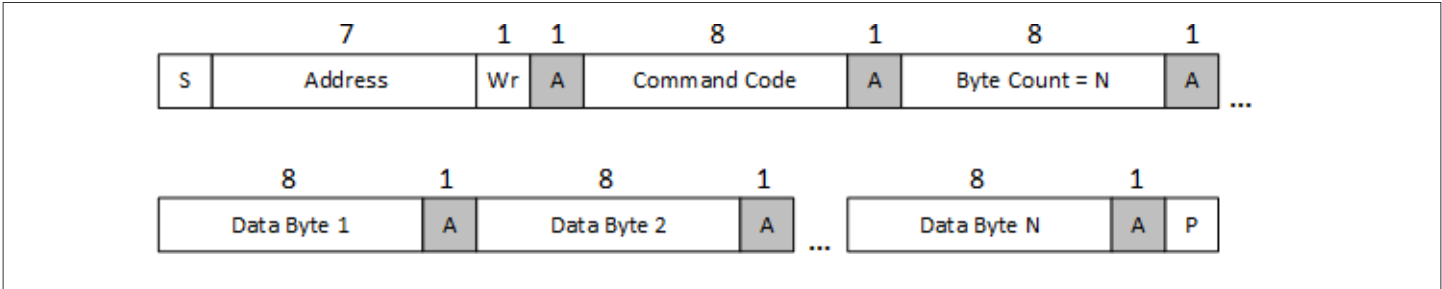 7 1 1 8 1 8 1
S Address Wr A Command Code A Byte Count = N A ...
8 1 8 1 8 1
Data Byte 1 A Data Byte 2 A ... Data Byte N A P